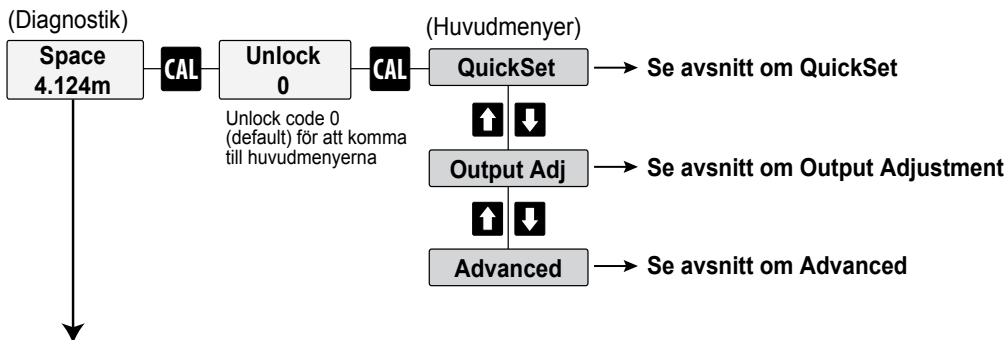 (Diagnostik)
Space
4.124m
CAL
Unlock
0
CAL
(Huvudmenyer)
QuickSet
Se avsnitt om QuickSet
Unlock code 0
(default) för att komma
till huvudmenyerna
Output Adj
Se avsnitt om Output Adjustment
Advanced
Se avsnitt om Advanced